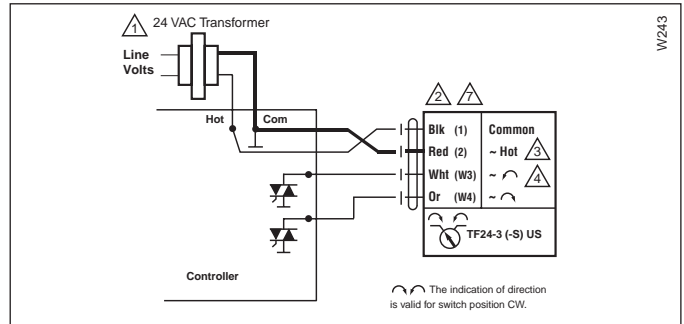 W243
1 24 VAC Transformer
Line
Volts
Hot Com
2 7
Blk (1) Common
Red (2) ~ Hot 3
Wht (W3) ~ 4
Or (W4) ~
TF24-3 (-S) US
Controller
The indication of direction
is valid for switch position CW.